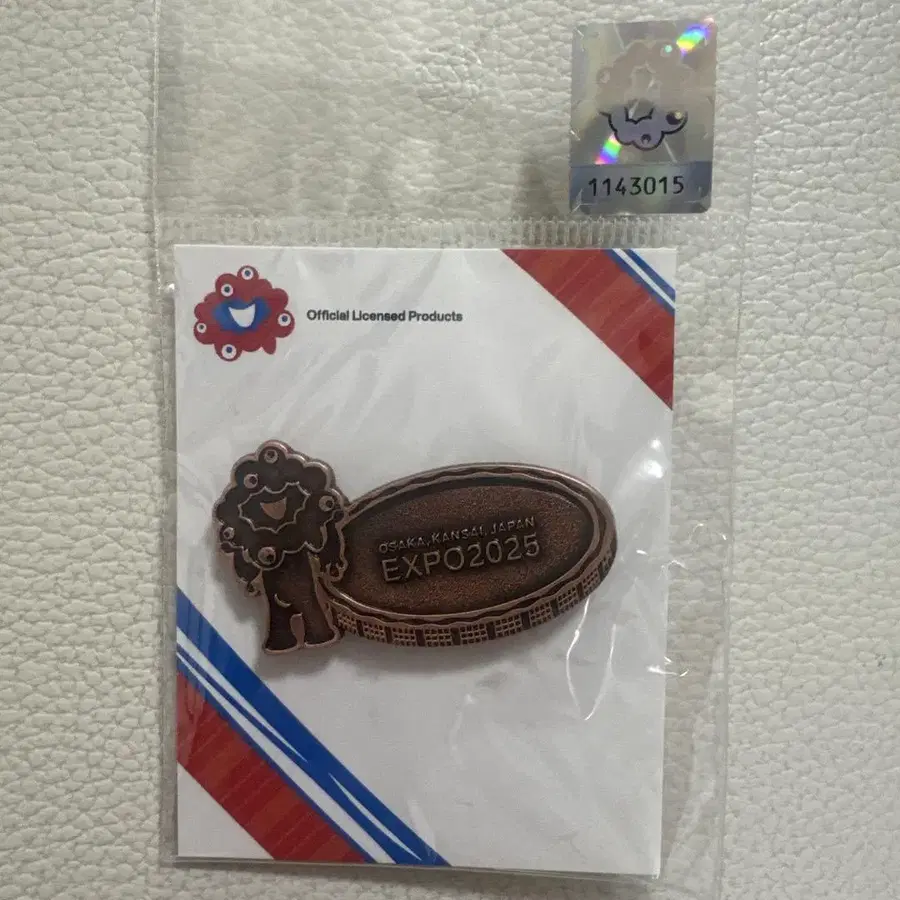 1143015
Official Licensed Products
OSAKA, KANSAI, JAPAN
EXPO2025